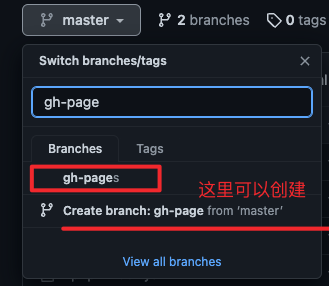 master
2 branches
0 tags
Switch branches/tags
gh-page
Branches
Tags
gh-pages
这里可以创建
Create branch: gh-page from ‘master’
View all branches